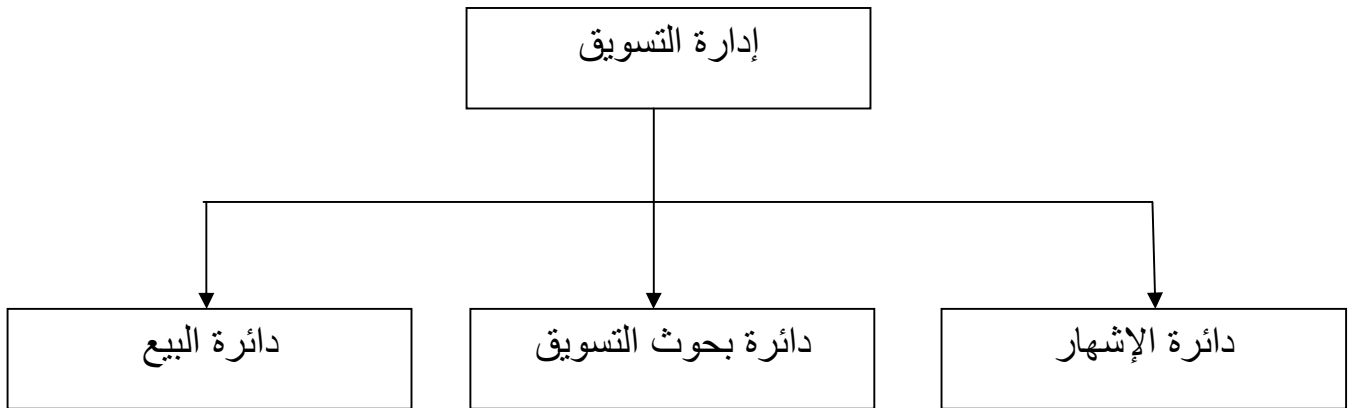 إدارة التسويق
دائرة الإشهار
دائرة بحوث التسويق
دائرة البيع